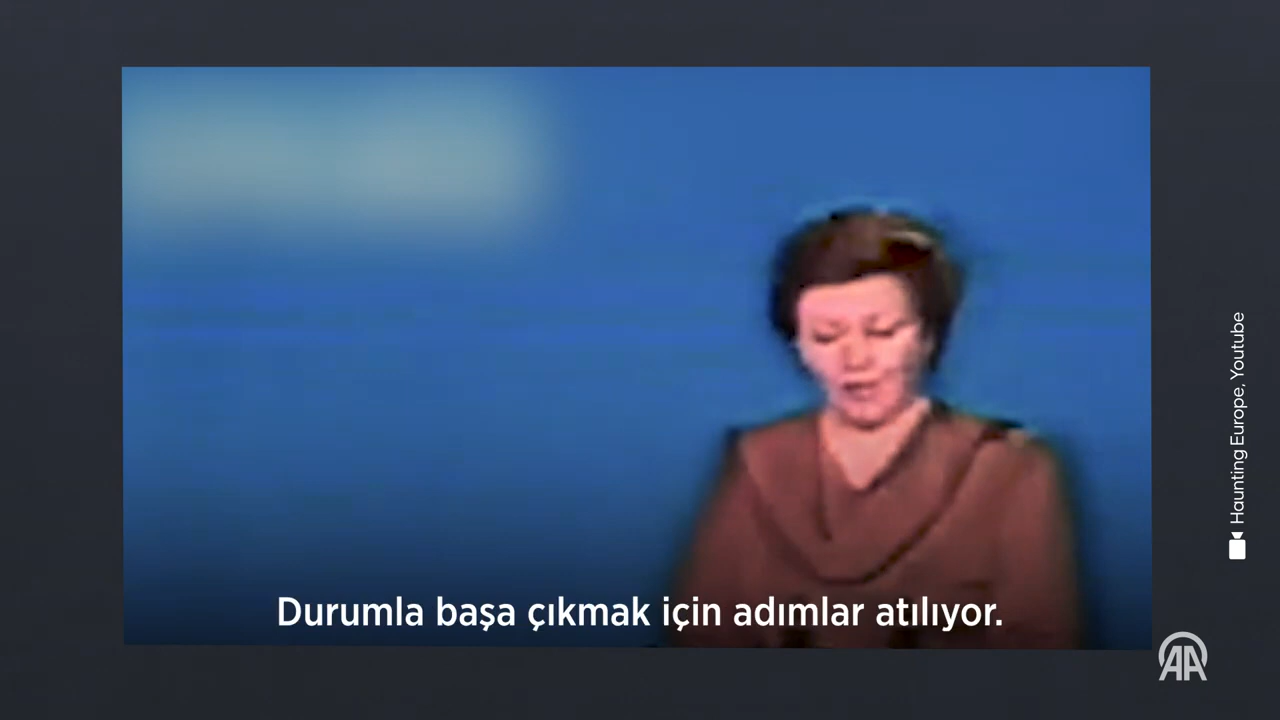 Haunting Europe, Youtube
Durumla başa çıkmak için adımlar atılıyor.
AA